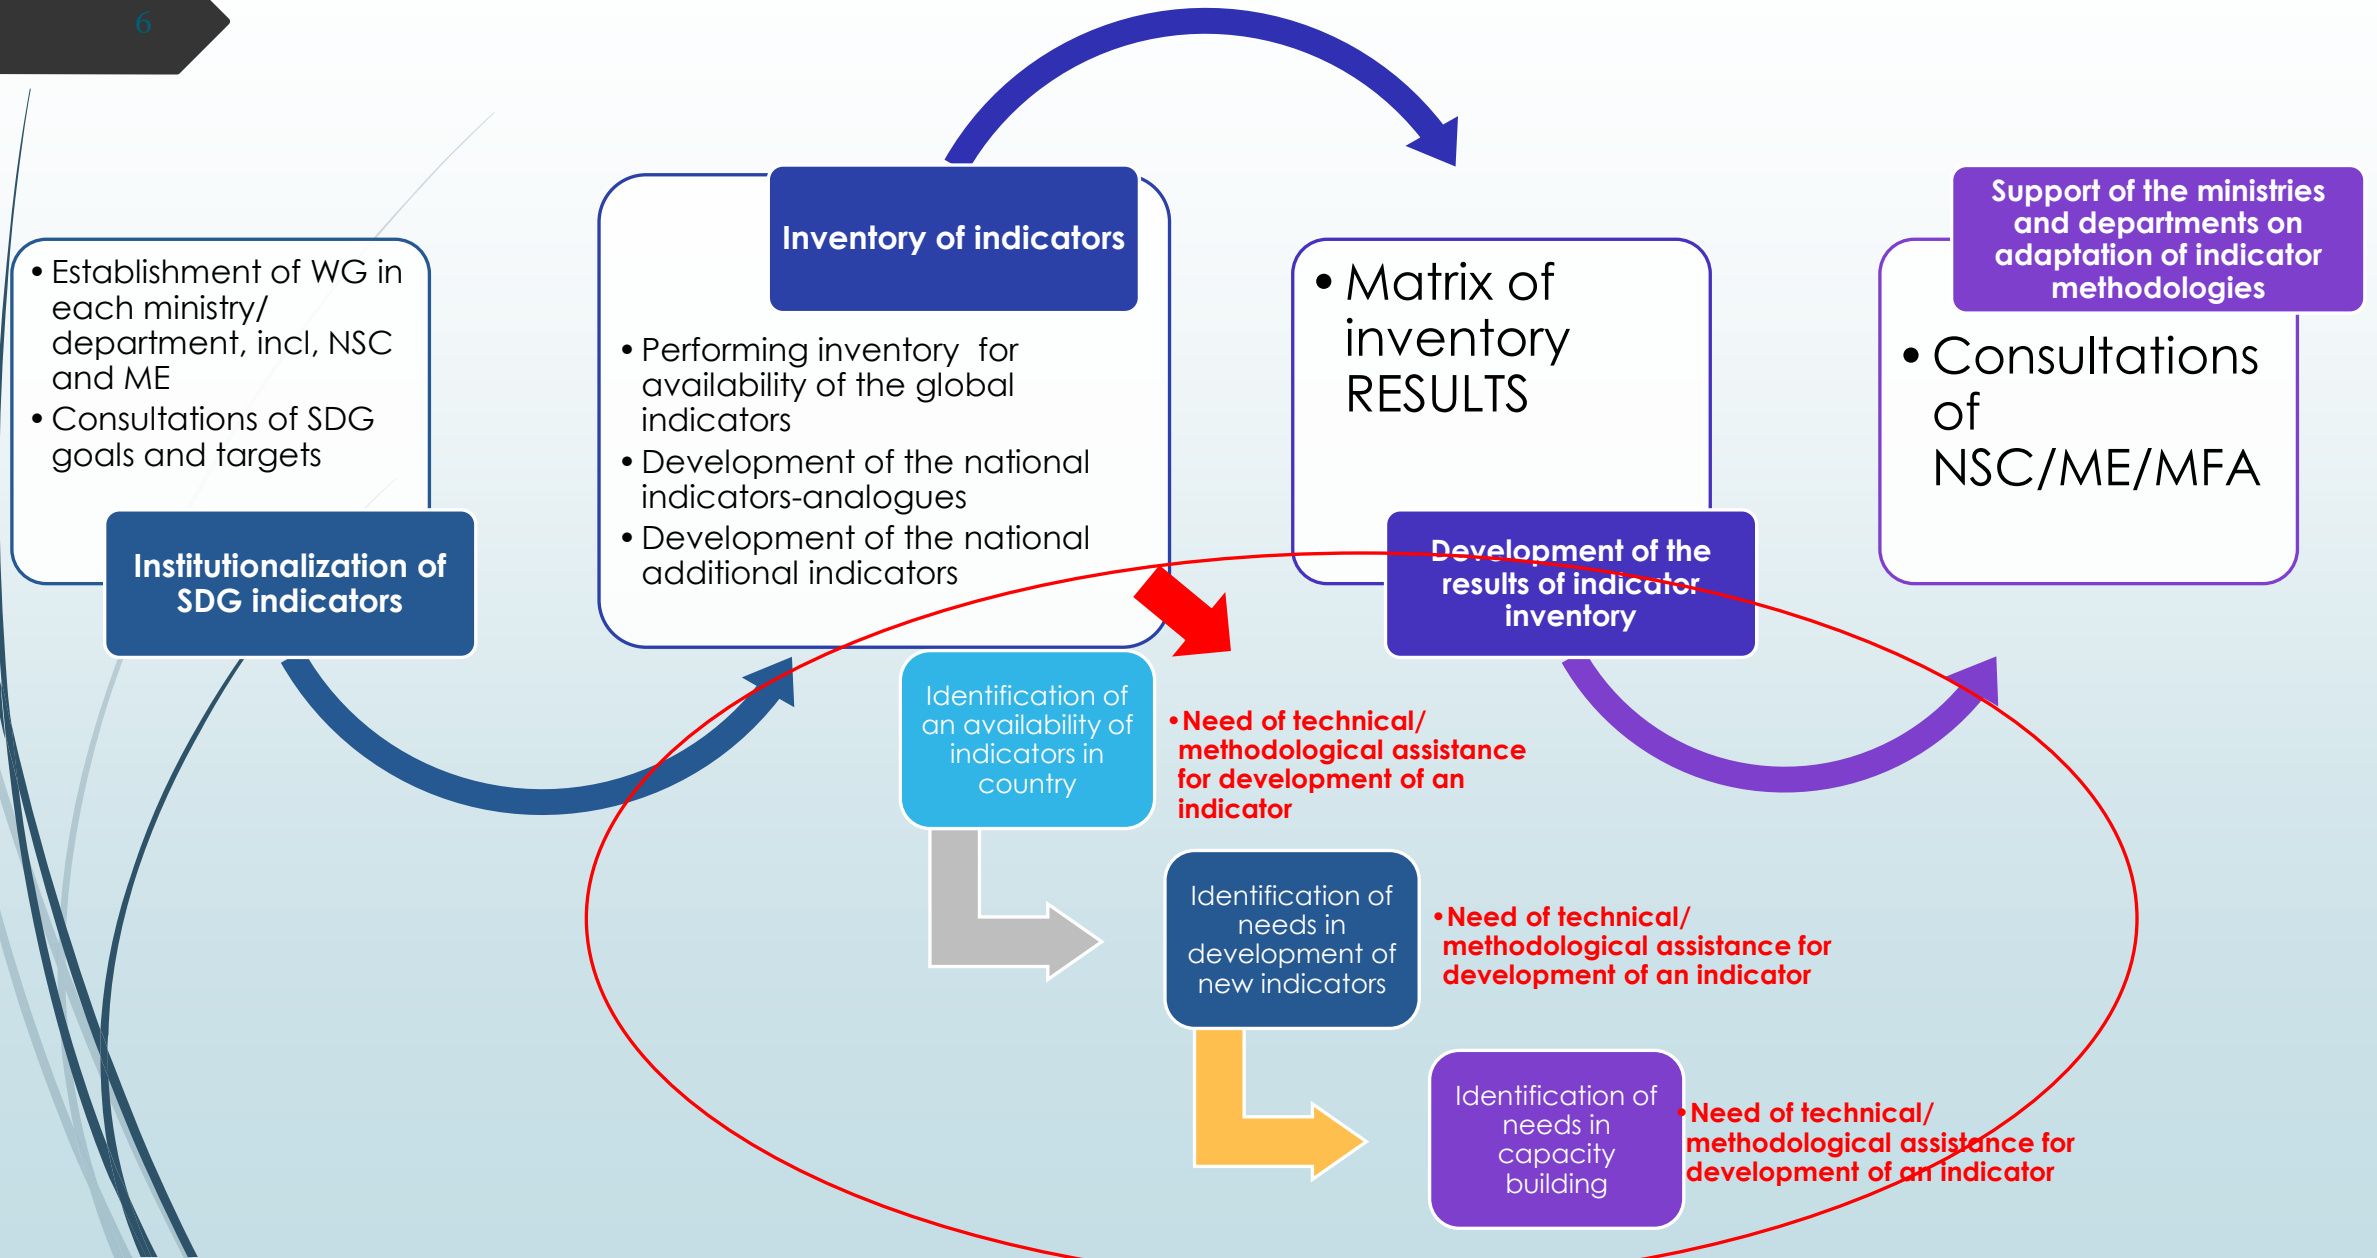 6
• Establishment of WG in
each ministry/
department, incl, NSC
and ME
• Consultations of SDG
goals and targets
Institutionalization of
SDG indicators
Inventory of indicators
• Performing inventory for
availability of the global
indicators
• Development of the national
indicators-analogues
• Development of the national
additional indicators
• Matrix of
inventory
RESULTS
Development of the
results of indicator
inventory
Support of the ministries
and departments on
adaptation of indicator
methodologies
• Consultations
of
NSC/ME/MFA
Identification of
an availability of
indicators in
country
• Need of technical/
methodological assistance
for development of an
indicator
Identification of
needs in
development of
new indicators
• Need of technical/
methodological assistance for
development of an indicator
Identification of
needs in
capacity
building
• Need of technical/
methodological assistance for
development of an indicator